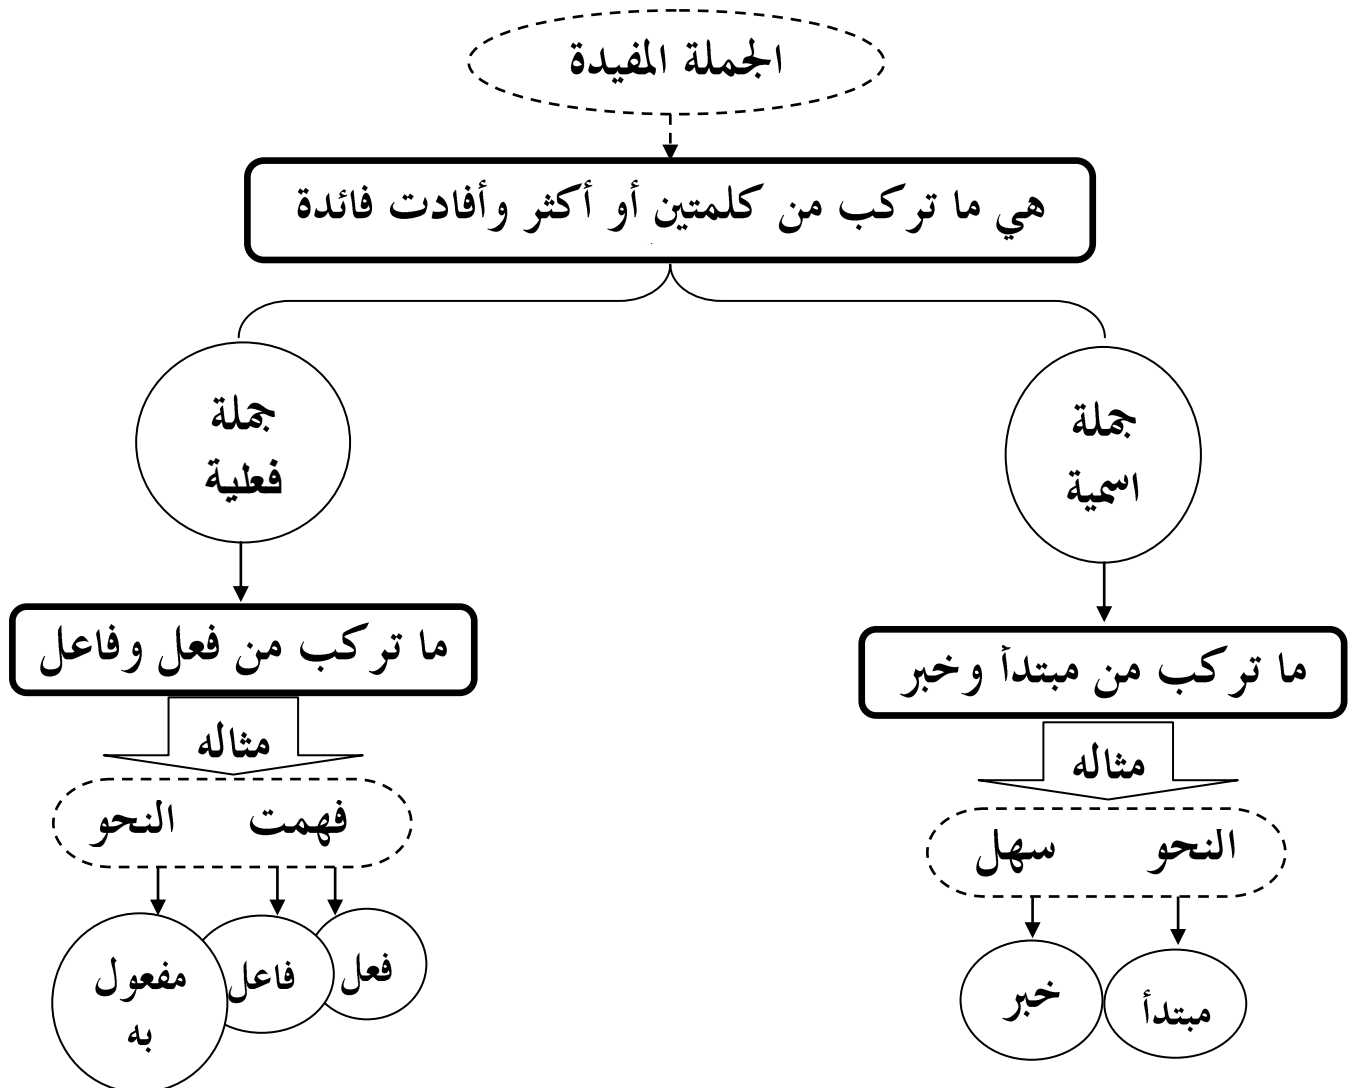 الجملة المفيدة
هي ما تركب من كلمتين أو أكثر وأفادت فائدة
جملة
اسمية
ما تركب من مبتدأ وخبر
مثاله
النحو سهل
مبتدأ
خبر
جملة
فعلية
ما تركب من فعل وفاعل
مثاله
فهمت النحو
فعل
فاعل
مفعول
به